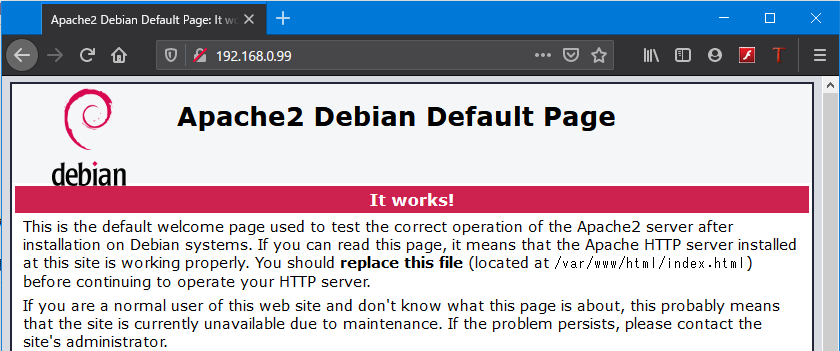 Apache2 Debian Default Page: It wo
192.168.0.99
debian
Apache2 Debian Default Page
It works!
This is the default welcome page used to test the correct operation of the Apache2 server after
installation on Debian systems. If you can read this page, it means that the Apache HTTP server installed
at this site is working properly. You should replace this file (located at /var/www/html/index.html)
before continuing to operate your HTTP server.
If you are a normal user of this web site and don't know what this page is about, this probably means
that the site is currently unavailable due to maintenance. If the problem persists, please contact the
site's administrator.